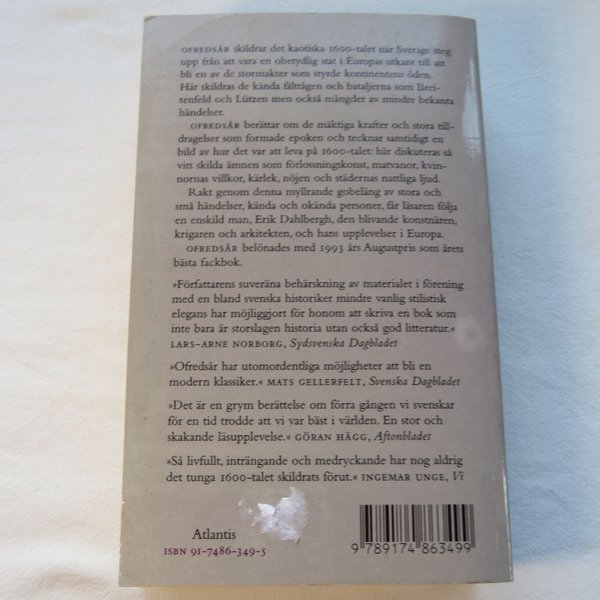 OFREDSÅR skildrar det kaotiska 1600-talet när Sverige steg
upp från att vara en obetydlig stat i Europas utkant till att
bli en av de stormakter som styrde kontinentens öden.
Här skildras de kända fälttågen och bataljerna som Brei-
tenfeld och Lützen men också mängder av mindre bekanta
händelser.
OFREDSÅR berättar om de mäktiga krafter och stora till-
dragelser som formade epoken och tecknar samtidigt en
bild av hur det var att leva på 1600-talet: här diskuteras så
vitt skilda ämnen som förlossningskonst, matvanor, kvin-
nornas villkor, kärlek, nöjen och städernas nattliga ljud.
Rakt genom denna myllrande gobeläng av stora och
små händelser, kända och okända personer, får läsaren följa
en enskild man, Erik Dahlbergh, den blivande konstnären,
krigaren och arkitekten, och hans upplevelser i Europa.
OFREDSÅR belönades med 1993 års Augustpris som årets
bästa fackbok.
»Författarens suveräna behärskning av materialet i förening
med en bland svenska historiker mindre vanlig stilistisk
elegans har möjliggjort för honom att skriva en bok som
inte bara är storslagen historia utan också god litteratur.«
LARS-ARNE NORBORG, Sydsvenska Dagbladet
»Ofredsår har utomordentliga möjligheter att bli en
modern klassiker.« MATS GELLERFELT, Svenska Dagbladet
»Det är en grym berättelse om förra gången vi svenskar
för en tid trodde att vi var bäst i världen. En stor och
skakande läsupplevelse.« GÖRAN HÄGG, Aftonbladet
»Så livfullt, inträngande och medryckande har nog aldrig
det tunga 1600-talet skildrats förut.« INGEMAR UNGE, Vi
Atlantis
ISBN 91-7486-349-5
9 789174 863499